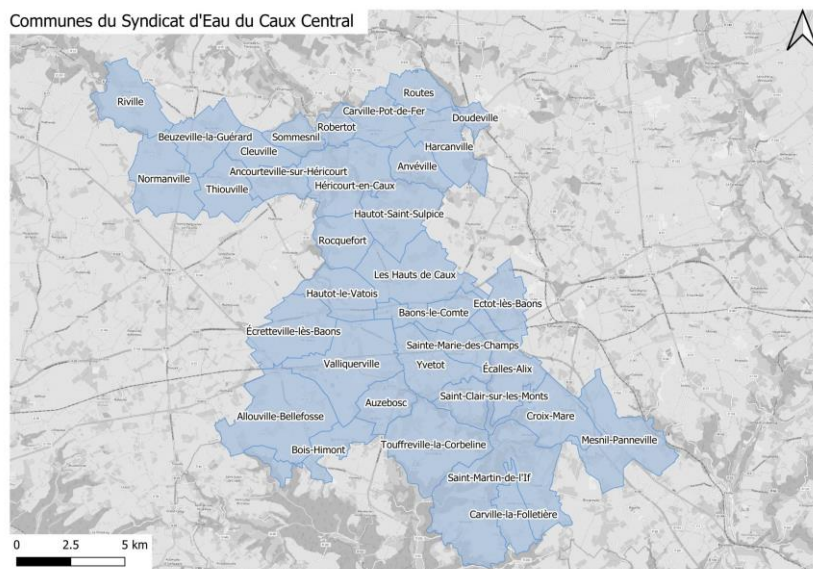 Communes du Syndicat d'Eau du Caux Central
Routes
Riville
Carville-Pot-de-Fer
Doudeville
Robertot
Beuzeville-la-Guérard
Sommesnil
Harcanville
Cleuville
Anvéville
Ancourteville-sur-Héricourt
Normanville
Thiouville
Héricourt-en-Caux
Hautot-Saint-Sulpice
Rocquefort
Les Hauts de Caux
Hautot-le-Vatois
Ectot-lès-Baons
Baons-le-Comte
Écretteville-lès-Baons
Sainte-Marie-des-Champs
Valliquerville
Yvetot
Écalles-Alix
Saint-Clair-sur-les-Monts
Auzebosc
Allouville-Bellefosse
Croix-Mare
Bois-Himont
Touffreville-la-Corbeline
Mesnil-Panneville
Saint-Martin-de-l'If
Carville-la-Folletière
0 2.5 5 km